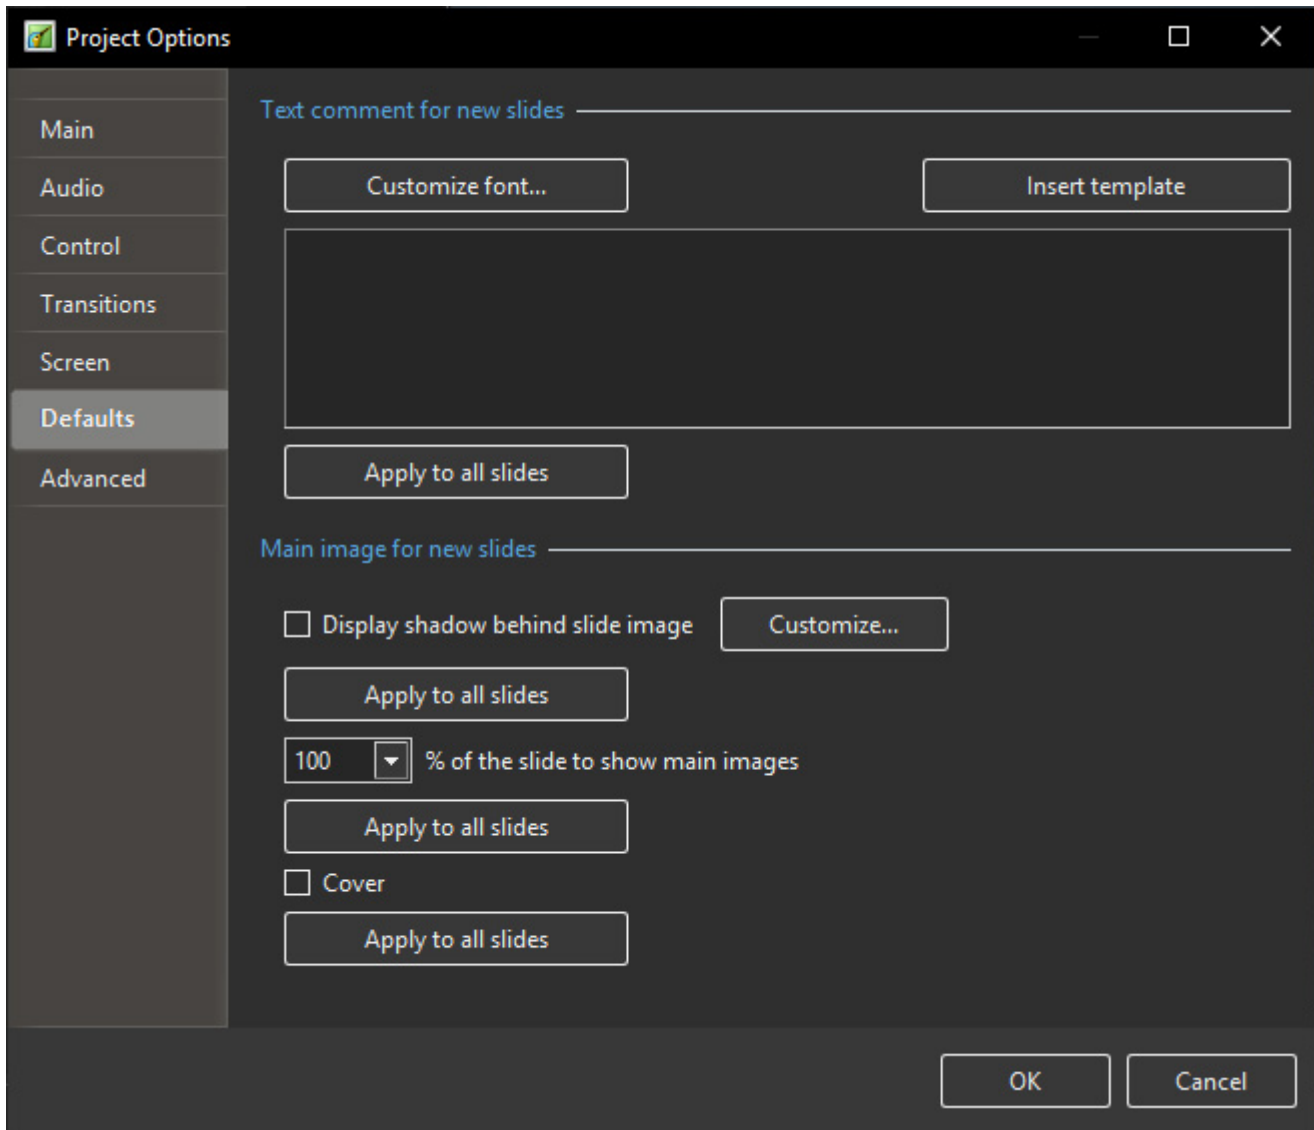 Project Options
Main
Audio
Control
Transitions
Screen
Defaults
Advanced
Text comment for new slides
Customize font... Insert template
Apply to all slides
Main image for new slides
Display shadow behind slide image Customize...
Apply to all slides
100 % of the slide to show main images
Apply to all slides
Cover
Apply to all slides
OK Cancel